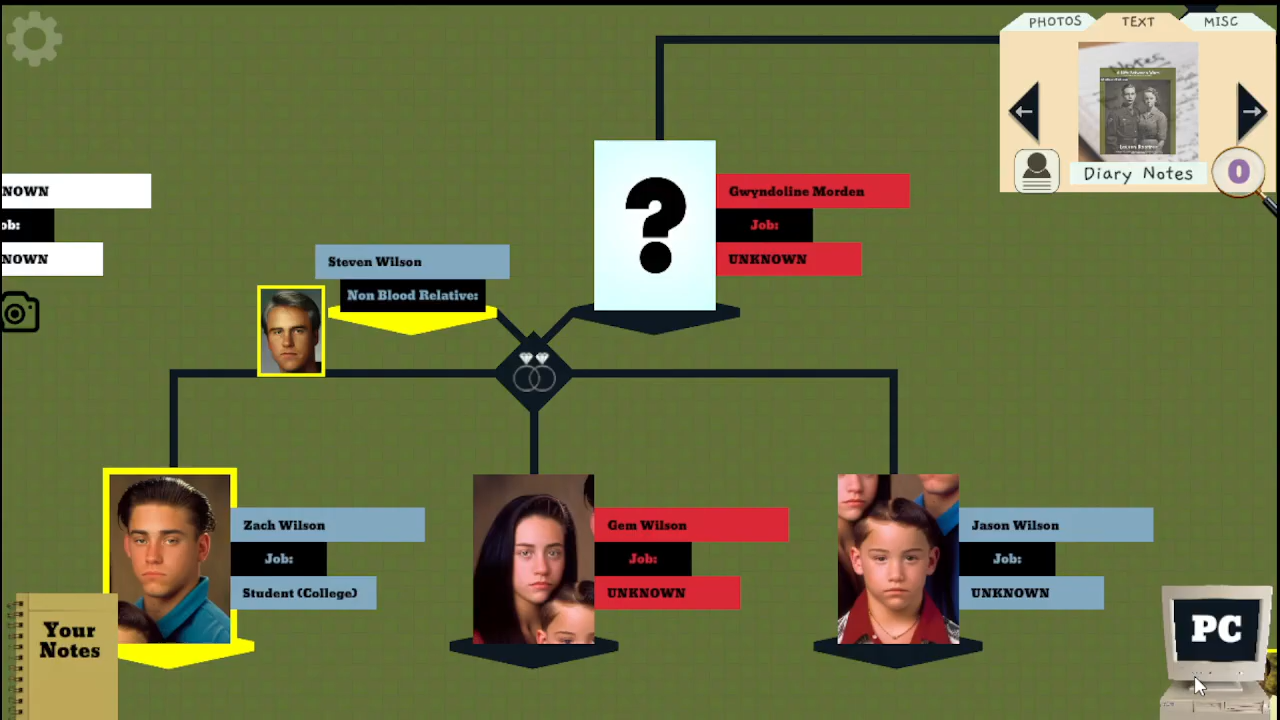 PHOTOS
TEXT
MISC
Diary Notes
0
NOWN
ob:
NOWN
Gwyndoline Morden
Job:
UNKNOWN
Steven Wilson
Non Blood Relative:
Zach Wilson
Job:
Student (College)
Gem Wilson
Job:
UNKNOWN
Jason Wilson
Job:
UNKNOWN
Your
Notes
PC